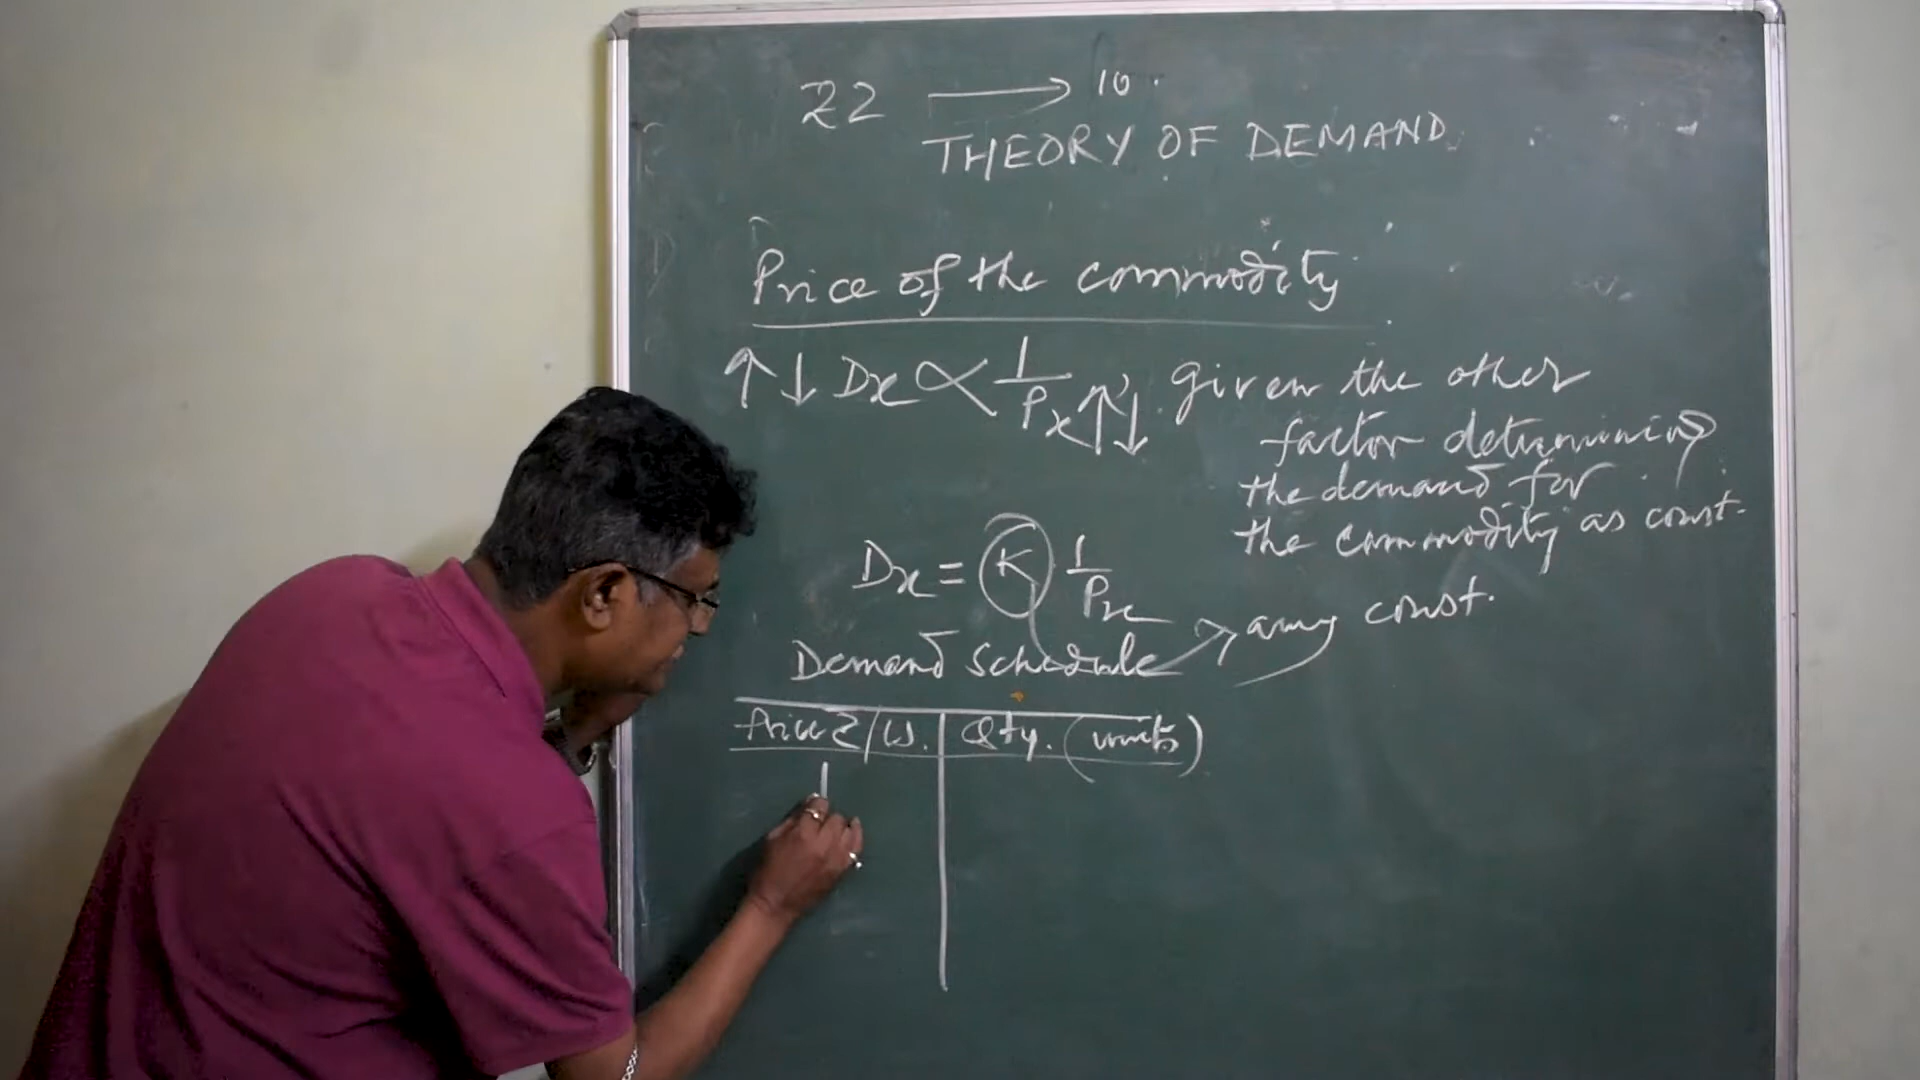 22 → 10
THEORY OF DEMAND
Price of the commodity
↑↓ Dx ∝ 1/Px ↑↓ . given the other
factor determining
the demand for
the commodity as const.
Dx = K 1/Px
→ any const.
Demand Schedule
Price ₹/ Qty. (units)
1